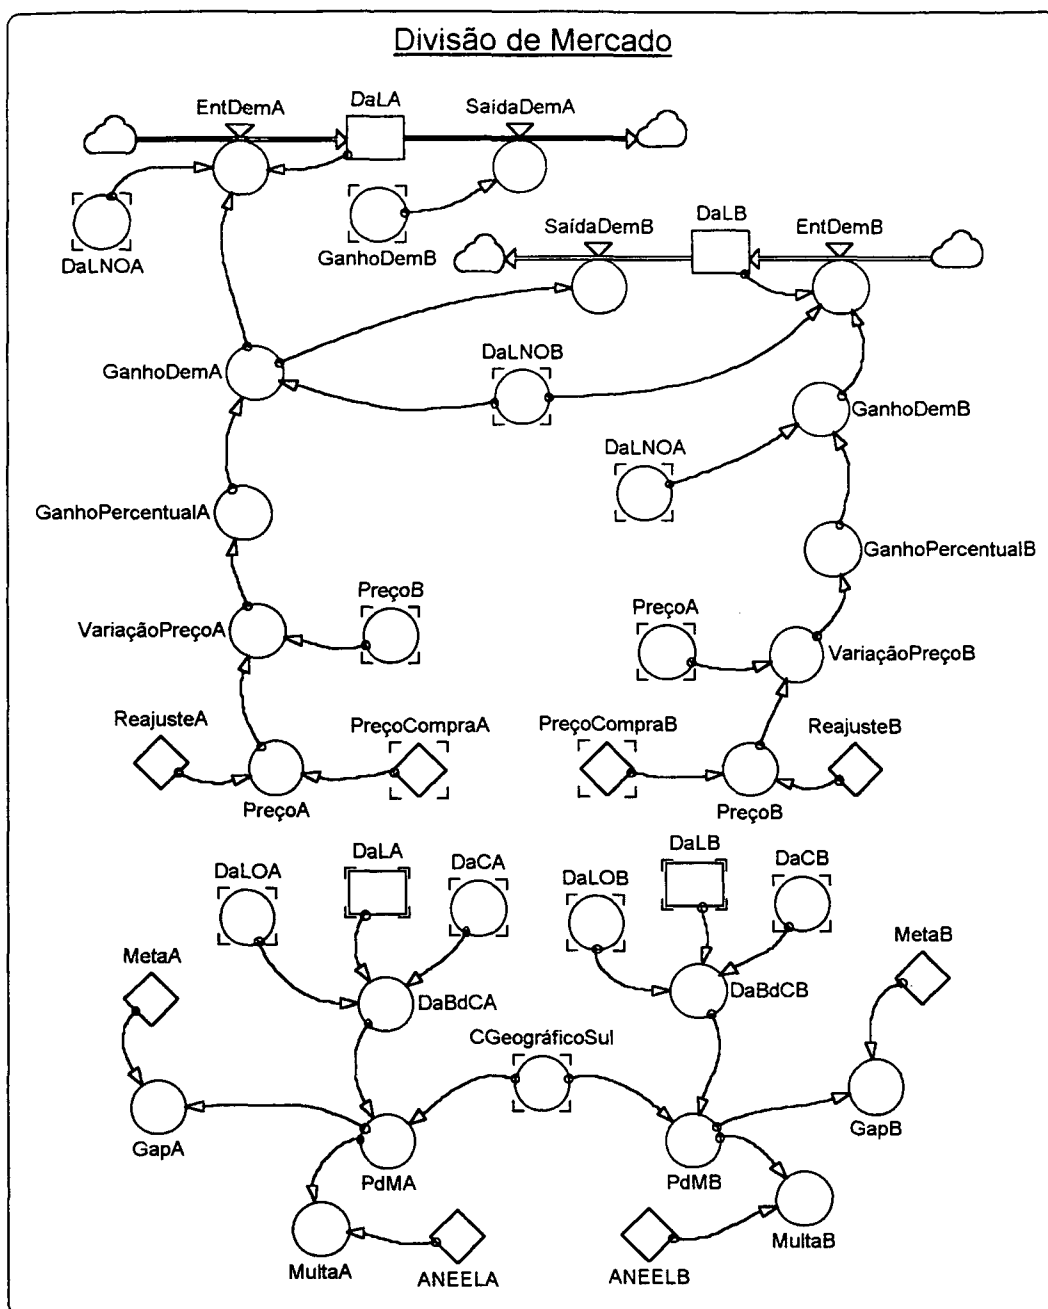 Divisão de Mercado
EntDemA
DaLA
SaídaDemA
DaLNOA
GanhoDemB
SaídaDemB
DaLB
EntDemB
GanhoDemA
DaLNOB
GanhoDemB
DaLNOA
GanhoPercentualA
GanhoPercentualB
PreçoB
PreçoA
VariaçãoPreçoA
VariaçãoPreçoB
ReajusteA
PreçoCompraA
PreçoCompraB
ReajusteB
PreçoA
PreçoB
DaLOA
DaLA
DaCA
DaLOB
DaLB
DaCB
MetaA
MetaB
DaBdCA
DaBdCB
CGeográficoSul
GapA
GapB
PdMA
PdMB
MultaA
ANEELA
ANEELB
MultaB